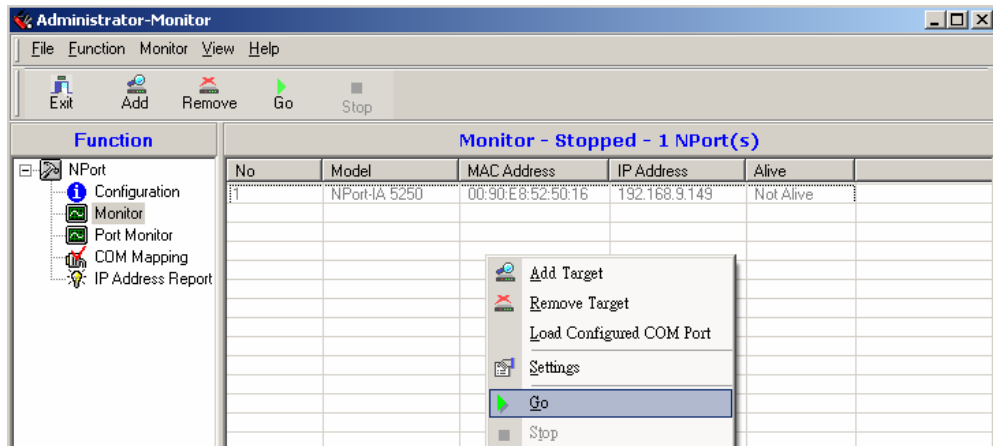 Administrator-Monitor
File Function Monitor View Help
Exit Add Remove Go Stop
Function
Monitor - Stopped - 1 NPort(s)
NPort
Configuration
Monitor
Port Monitor
COM Mapping
IP Address Report
No Model MAC Address IP Address Alive
1 NPort-IA 5250 00:90:E8:52:50:16 192.168.9.149 Not Alive
Add Target
Remove Target
Load Configured COM Port
Settings
Go
Stop